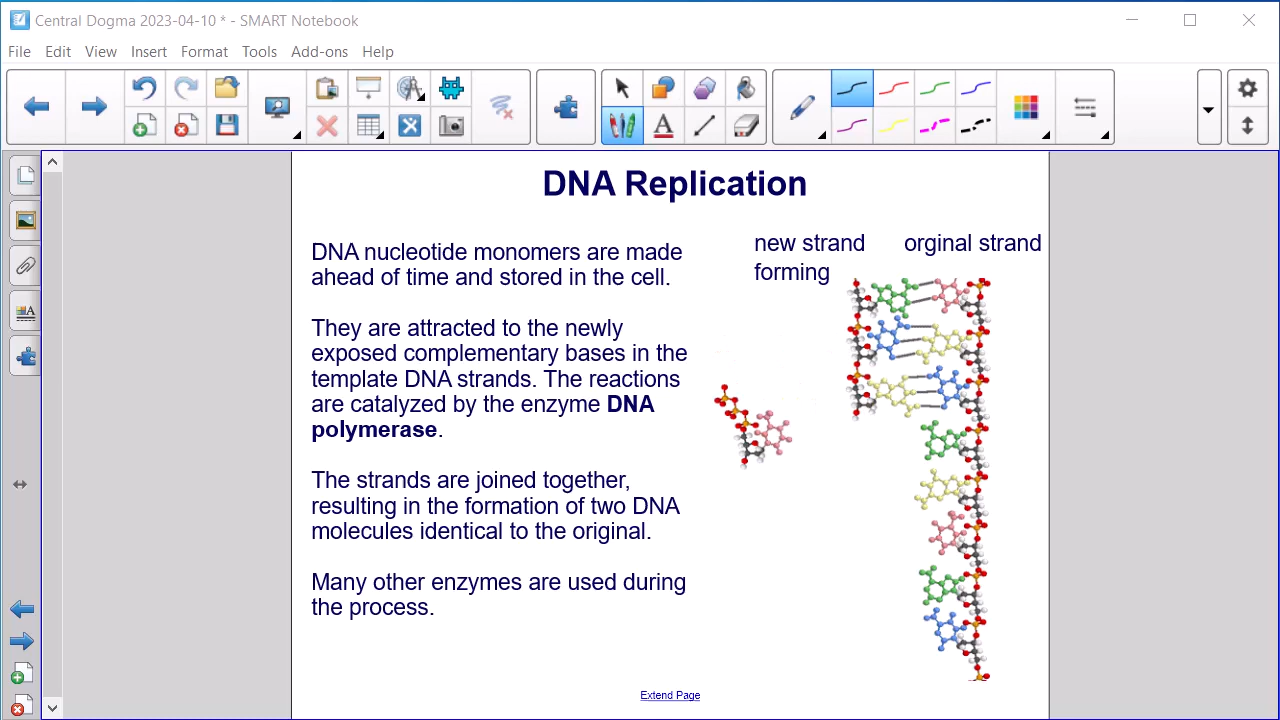 Central Dogma 2023-04-10 * - SMART Notebook
File Edit View Insert Format Tools Add-ons Help
DNA Replication
DNA nucleotide monomers are made
ahead of time and stored in the cell.
They are attracted to the newly
exposed complementary bases in the
template DNA strands. The reactions
are catalyzed by the enzyme DNA
polymerase.
The strands are joined together,
resulting in the formation of two DNA
molecules identical to the original.
Many other enzymes are used during
the process.
new strand
forming
orginal strand
Extend Page